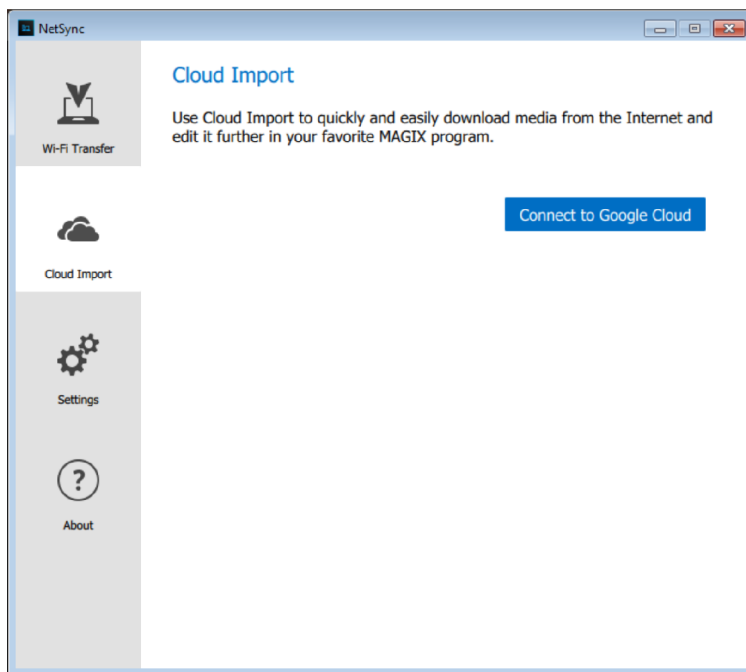 NetSync
Wi-Fi Transfer
Cloud Import
Settings
?
About
Cloud Import
Use Cloud Import to quickly and easily download media from the Internet and
edit it further in your favorite MAGIX program.
Connect to Google Cloud